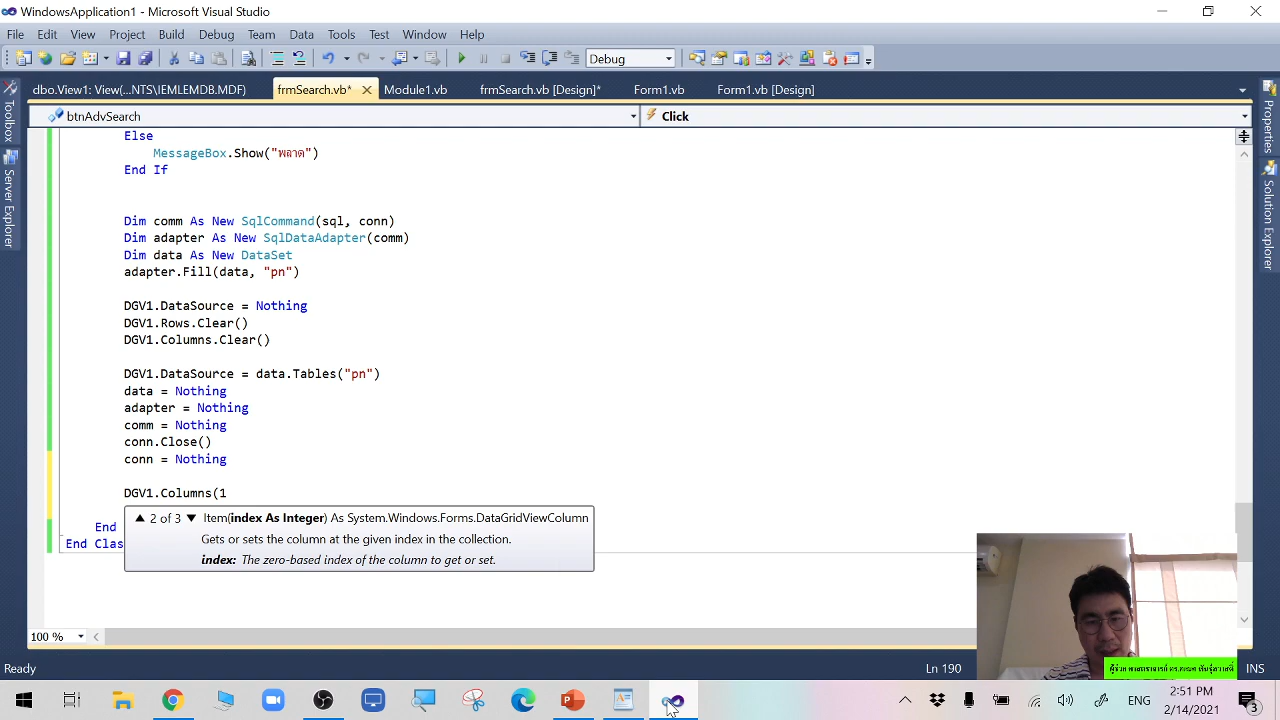 WindowsApplication1 - Microsoft Visual Studio
File Edit View Project Build Debug Team Data Tools Test Window Help
Debug
dbo.View1: View(...NTS\IEMLEMDB.MDF) frmSearch.vb* Module1.vb frmSearch.vb [Design]* Form1.vb Form1.vb [Design]
btnAdvSearch Click
Toolbox
Server Explorer
Properties
Solution Explorer
Else
MessageBox.Show("พลาด")
End If
Dim comm As New SqlCommand(sql, conn)
Dim adapter As New SqlDataAdapter(comm)
Dim data As New DataSet
adapter.Fill(data, "pn")
DGV1.DataSource = Nothing
DGV1.Rows.Clear()
DGV1.Columns.Clear()
DGV1.DataSource = data.Tables("pn")
data = Nothing
adapter = Nothing
comm = Nothing
conn.Close()
conn = Nothing
DGV1.Columns(1
2 of 3 Item(index As Integer) As System.Windows.Forms.DataGridViewColumn
Gets or sets the column at the given index in the collection.
index: The zero-based index of the column to get or set.
End
End Clas
100 %
Ready Ln 190 INS
ENG
2:51 PM
2/14/2021
3